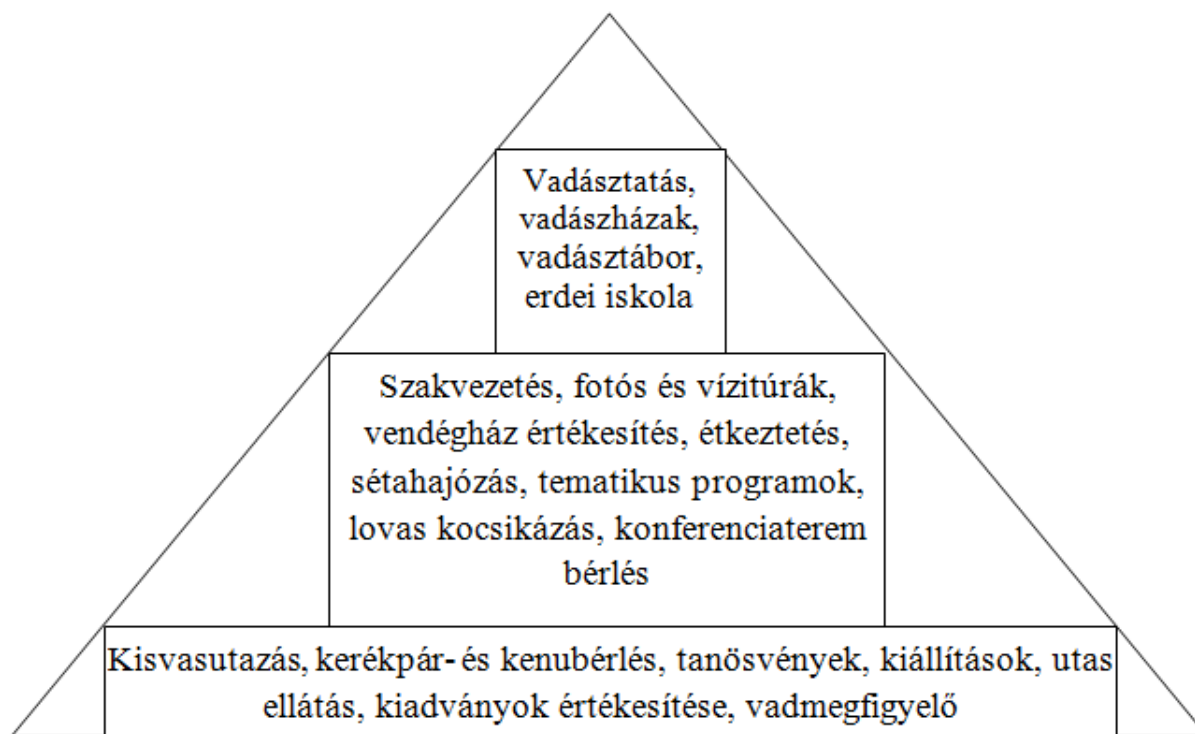 Vadásztatás,
vadászházak,
vadásztábor,
erdei iskola
Szakvezetés, fotós és vízitúrák,
vendégház értékesítés, étkeztetés,
sétahajózás, tematikus programok,
lovas kocsikázás, konferenciaterem
bérlés
Kisvasutazás, kerékpár- és kenubérlés, tanösvények, kiállítások, utas
ellátás, kiadványok értékesítése, vadmegfigyelő